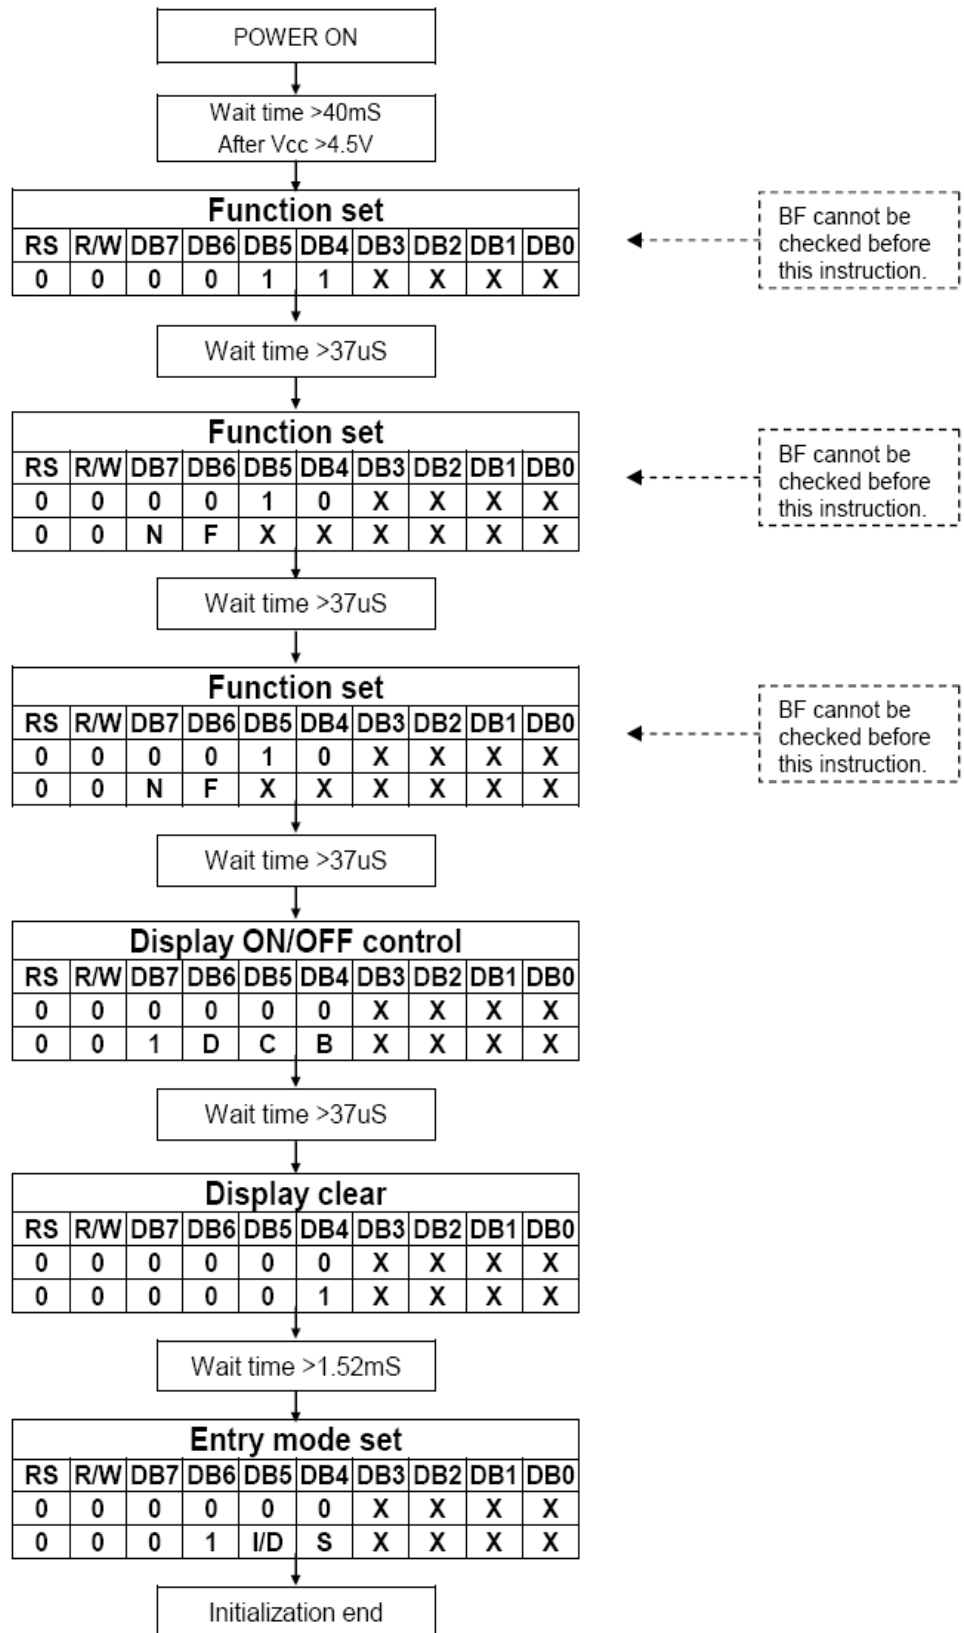 POWER ON
Wait time >40mS
After Vcc >4.5V
Function set
RS R/W DB7 DB6 DB5 DB4 DB3 DB2 DB1 DB0
0 0 0 0 1 1 X X X X
BF cannot be
checked before
this instruction.
Wait time >37uS
Function set
RS R/W DB7 DB6 DB5 DB4 DB3 DB2 DB1 DB0
0 0 0 0 1 0 X X X X
0 0 N F X X X X X X
BF cannot be
checked before
this instruction.
Wait time >37uS
Function set
RS R/W DB7 DB6 DB5 DB4 DB3 DB2 DB1 DB0
0 0 0 0 1 0 X X X X
0 0 N F X X X X X X
BF cannot be
checked before
this instruction.
Wait time >37uS
Display ON/OFF control
RS R/W DB7 DB6 DB5 DB4 DB3 DB2 DB1 DB0
0 0 0 0 0 0 X X X X
0 0 1 D C B X X X X
Wait time >37uS
Display clear
RS R/W DB7 DB6 DB5 DB4 DB3 DB2 DB1 DB0
0 0 0 0 0 0 X X X X
0 0 0 0 0 1 X X X X
Wait time >1.52mS
Entry mode set
RS R/W DB7 DB6 DB5 DB4 DB3 DB2 DB1 DB0
0 0 0 0 0 0 X X X X
0 0 0 1 I/D S X X X X
Initialization end